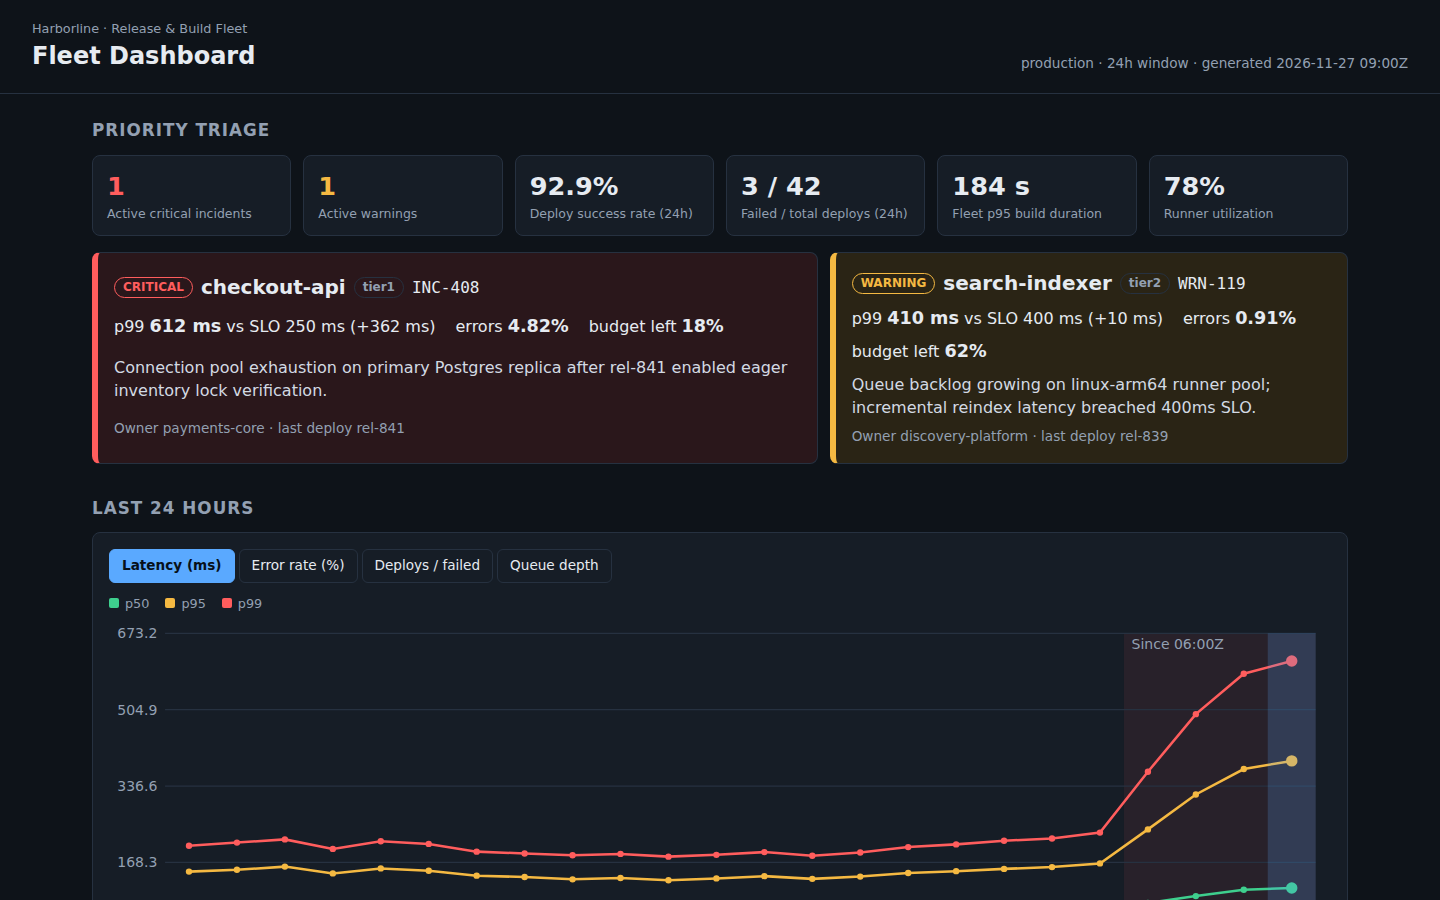 Harborline · Release & Build Fleet
Fleet Dashboard
production · 24h window · generated 2026-11-27 09:00Z
PRIORITY TRIAGE
1
Active critical incidents
1
Active warnings
92.9%
Deploy success rate (24h)
3 / 42
Failed / total deploys (24h)
184 s
Fleet p95 build duration
78%
Runner utilization
CRITICAL checkout-api tier1 INC-408
p99 612 ms vs SLO 250 ms (+362 ms) errors 4.82% budget left 18%
Connection pool exhaustion on primary Postgres replica after rel-841 enabled eager
inventory lock verification.
Owner payments-core · last deploy rel-841
WARNING search-indexer tier2 WRN-119
p99 410 ms vs SLO 400 ms (+10 ms) errors 0.91%
budget left 62%
Queue backlog growing on linux-arm64 runner pool;
incremental reindex latency breached 400ms SLO.
Owner discovery-platform · last deploy rel-839
LAST 24 HOURS
Latency (ms) Error rate (%) Deploys / failed Queue depth
p50 p95 p99
673.2
Since 06:00Z
504.9
336.6
168.3